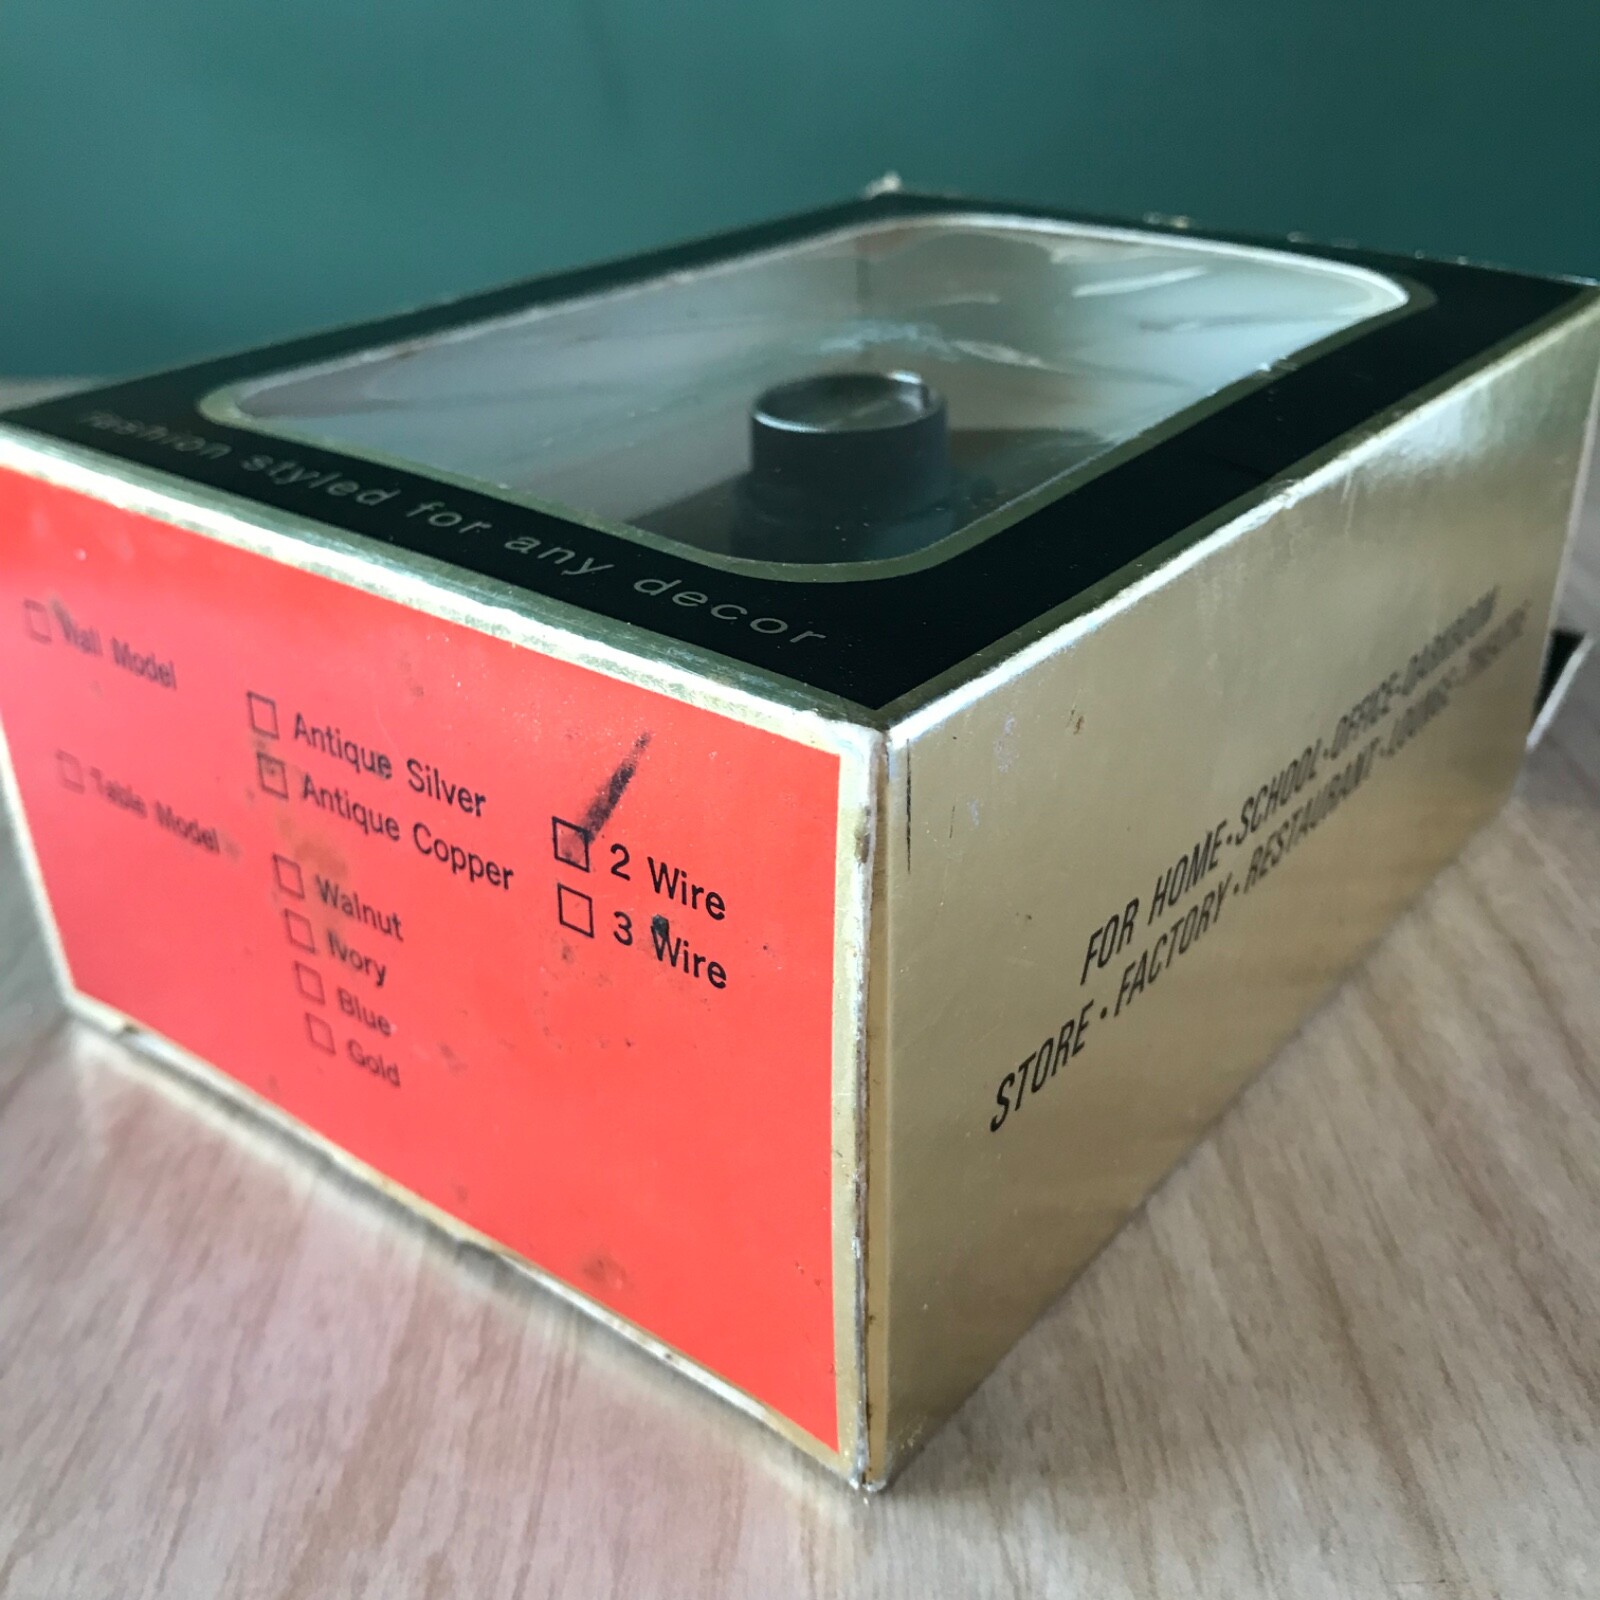 fashion styled for any decor
Wall Model
Table Model
Antique Silver
Antique Copper
Walnut
Ivory
Blue
Gold
2 Wire
3 Wire
FOR HOME·SCHOOL·OFFICE·DARKROOM
STORE·FACTORY·RESTAURANT·LOUNGE·THEATRE